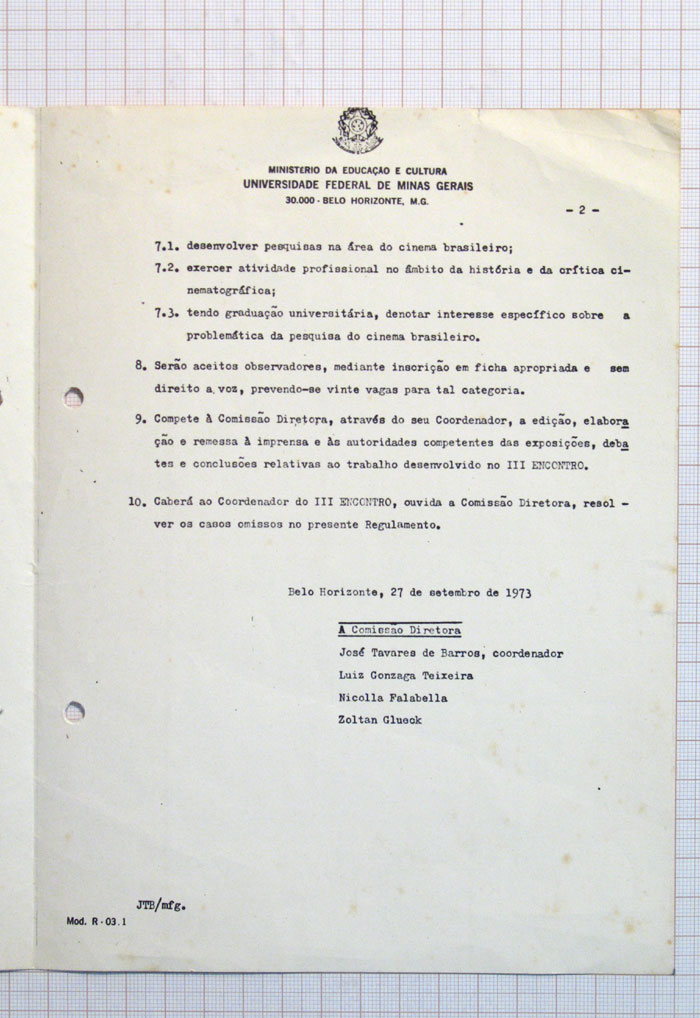 MINISTÉRIO DA EDUCAÇÃO E CULTURA
UNIVERSIDADE FEDERAL DE MINAS GERAIS
30.000 - BELO HORIZONTE, M.G.
- 2 -
7.1. desenvolver pesquisas na área do cinema brasileiro;
7.2. exercer atividade profissional no âmbito da história e da crítica ci-
nematográfica;
7.3. tendo graduação universitária, denotar interesse específico sobre a
problemática da pesquisa do cinema brasileiro.
8. Serão aceitos observadores, mediante inscrição em ficha apropriada e sem
direito a voz, prevendo-se vinte vagas para tal categoria.
9. Compete à Comissão Diretora, através do seu Coordenador, a edição, elabora
ção e remessa à imprensa e às autoridades competentes das exposições, deba
tes e conclusões relativas ao trabalho desenvolvido no III ENCONTRO.
10. Caberá ao Coordenador do III ENCONTRO, ouvida a Comissão Diretora, resol -
ver os casos omissos no presente Regulamento.
Belo Horizonte, 27 de setembro de 1973
A Comissão Diretora
José Tavares de Barros, coordenador
Luiz Gonzaga Teixeira
Nicolla Falabella
Zoltan Glueck
JTB/mfg.
Mod. R - 03.1